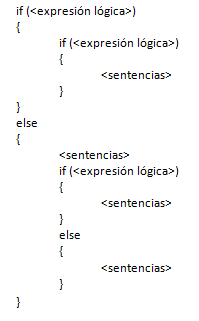 if (<expresión lógica>)
{
if (<expresión lógica>)
{
<sentencias>
}
}
else
{
<sentencias>
if (<expresión lógica>)
{
<sentencias>
}
else
{
<sentencias>
}
}